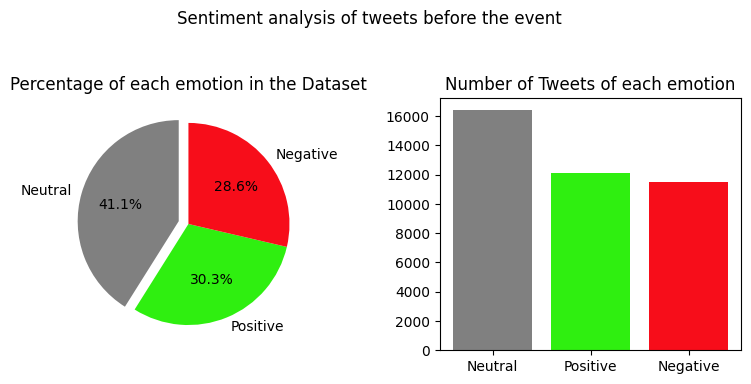 Sentiment analysis of tweets before the event
Percentage of each emotion in the Dataset
Neutral
41.1%
Negative
28.6%
30.3%
Positive
Number of Tweets of each emotion
16000
14000
12000
10000
8000
6000
4000
2000
0
Neutral
Positive
Negative